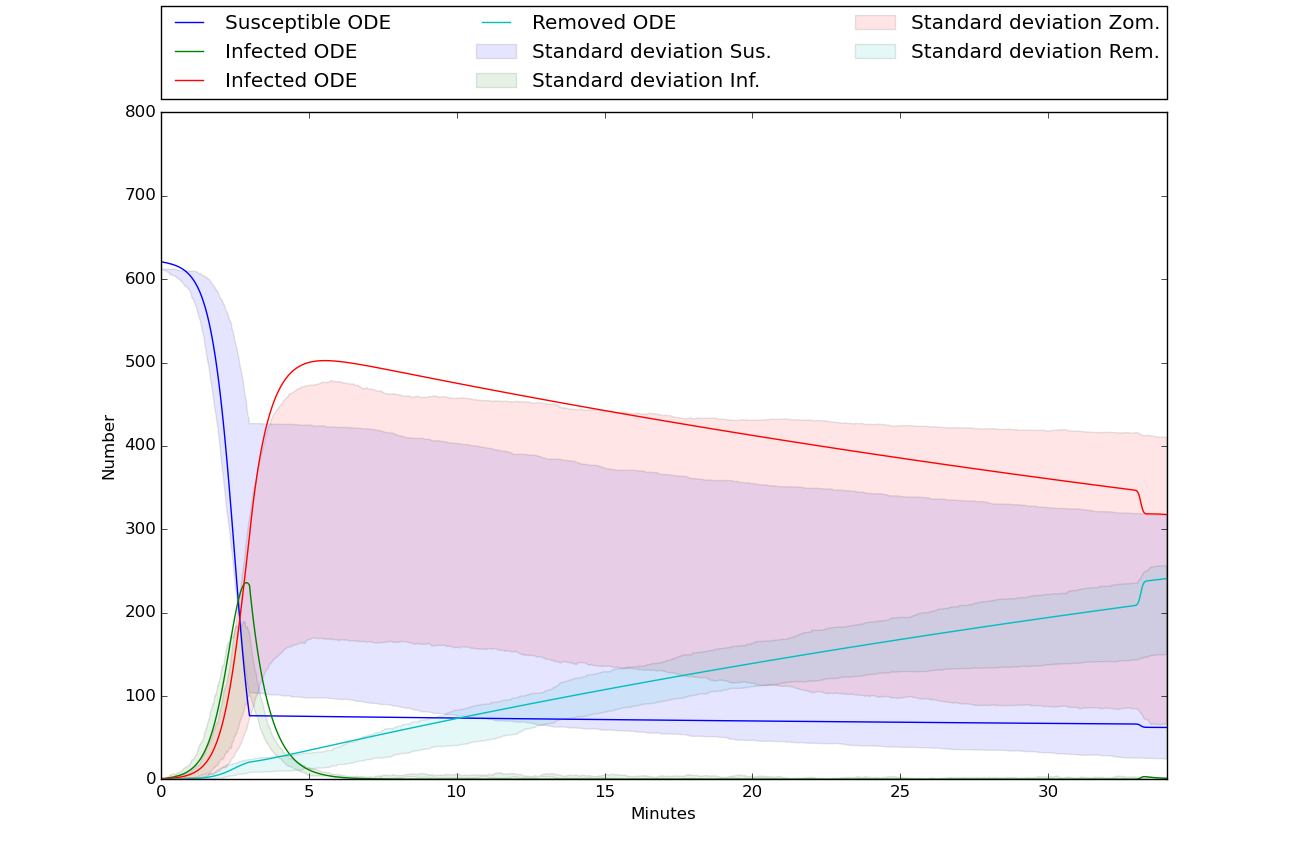 Susceptible ODE
Infected ODE
Infected ODE
Removed ODE
Standard deviation Sus.
Standard deviation Inf.
Standard deviation Zom.
Standard deviation Rem.
800
700
600
500
400
300
200
100
0
Number
0 5 10 15 20 25 30
Minutes